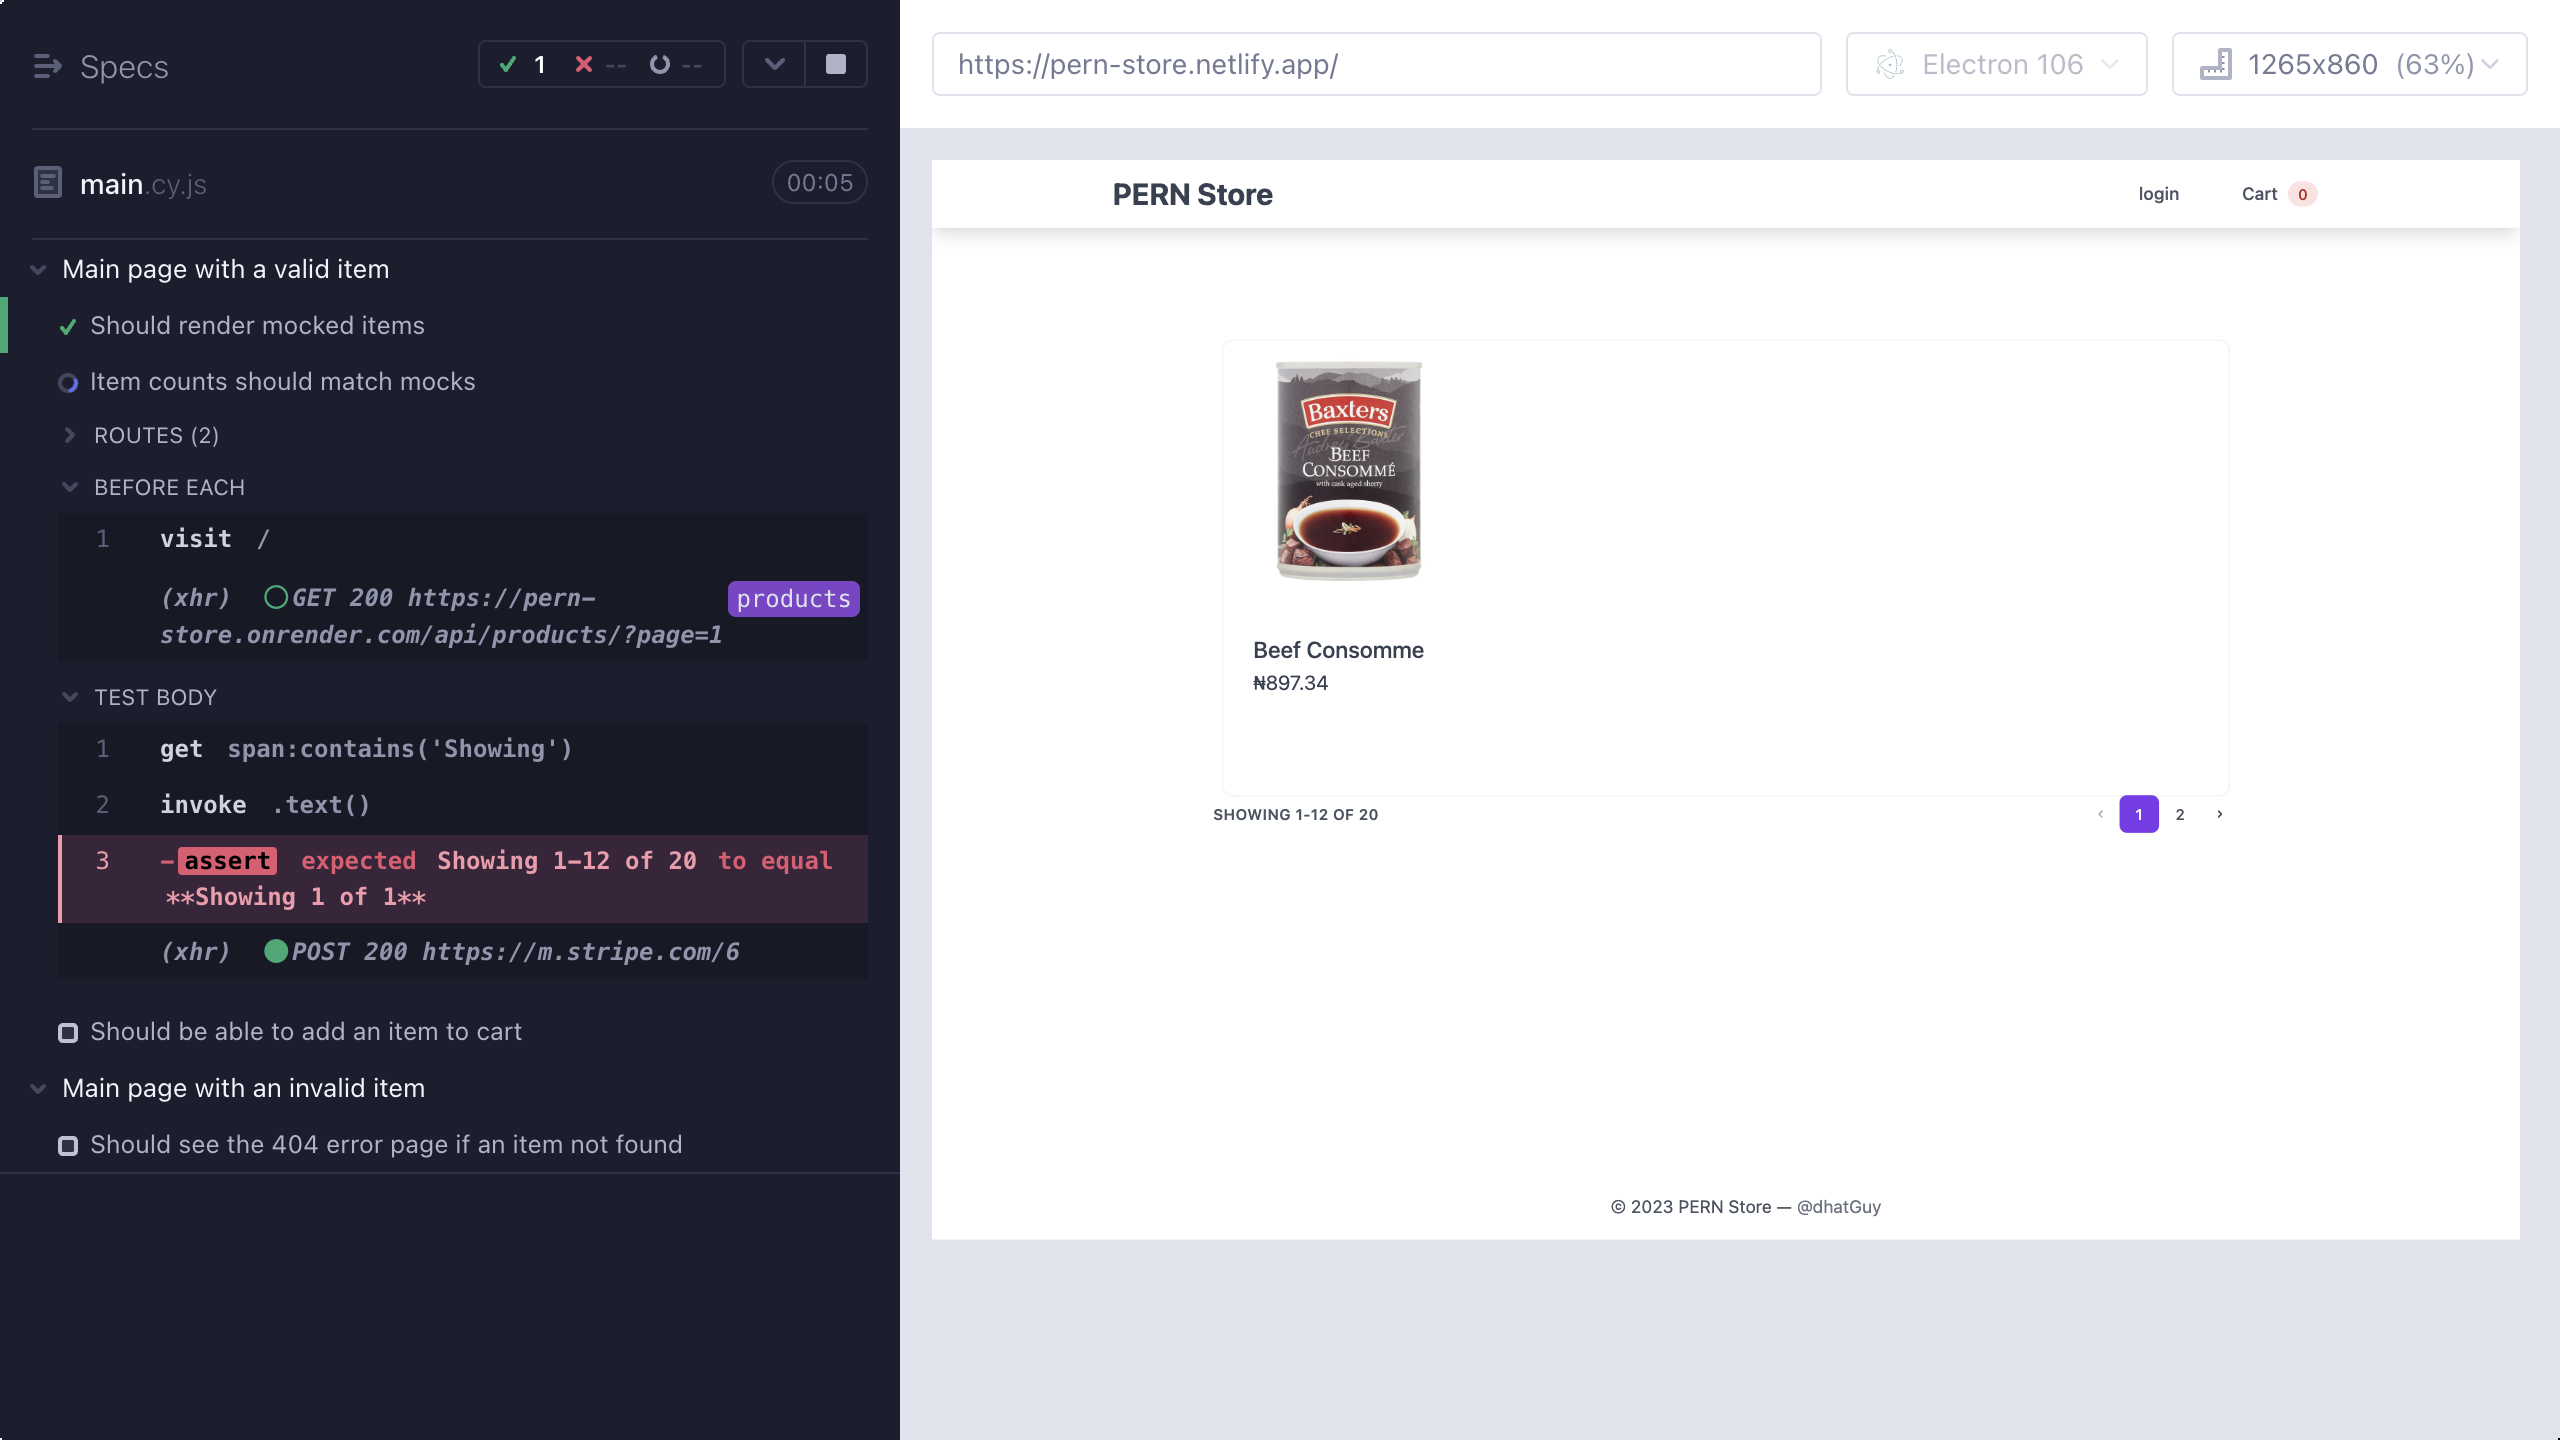 Specs
1 -- --
main.cy.js 00:05
Main page with a valid item
Should render mocked items
Item counts should match mocks
ROUTES (2)
BEFORE EACH
1 visit /
(xhr) GET 200 https://pern- products
store.onrender.com/api/products/?page=1
TEST BODY
1 get span:contains('Showing')
2 invoke .text()
3 -assert expected Showing 1-12 of 20 to equal
**Showing 1 of 1**
(xhr) POST 200 https://m.stripe.com/6
Should be able to add an item to cart
Main page with an invalid item
Should see the 404 error page if an item not found
https://pern-store.netlify.app/
Electron 106
1265x860 (63%)
PERN Store
login
Cart 0
Baxters
CHEF SELECTIONS
Audrey Baxter
BEEF
CONSOMMÉ
with cask aged sherry
Beef Consomme
₦897.34
SHOWING 1-12 OF 20
‹ 1 2 ›
© 2023 PERN Store — @dhatGuy